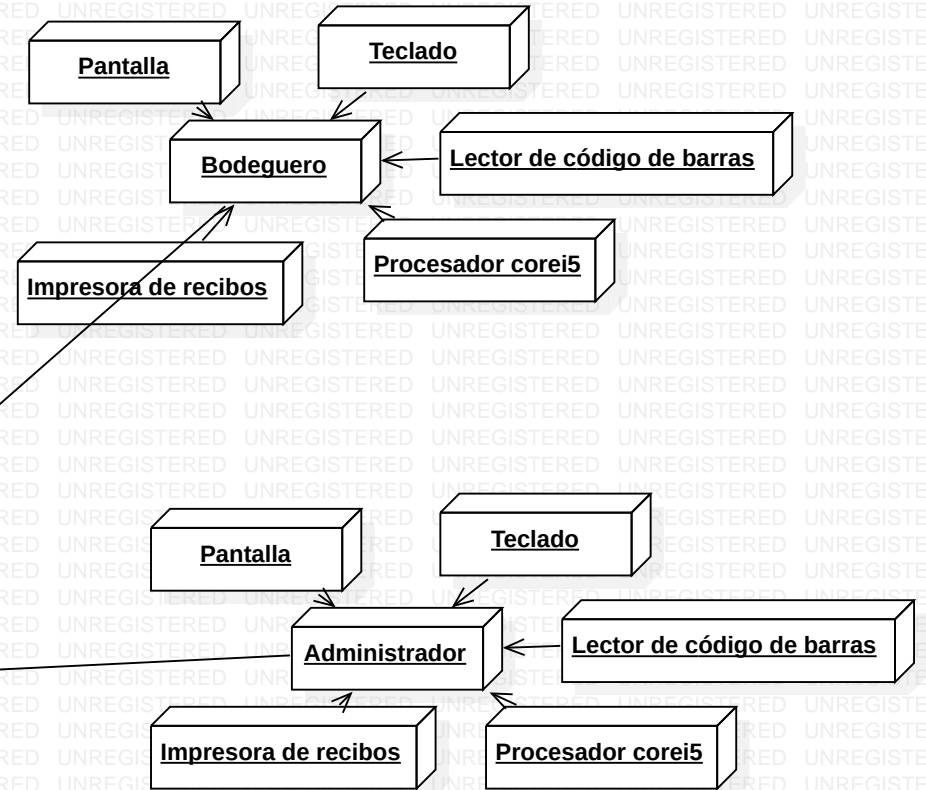 Pantalla
Teclado
Bodeguero
Lector de código de barras
Procesador corei5
Impresora de recibos
Pantalla
Teclado
Administrador
Lector de código de barras
Impresora de recibos
Procesador corei5
UNREGISTERED